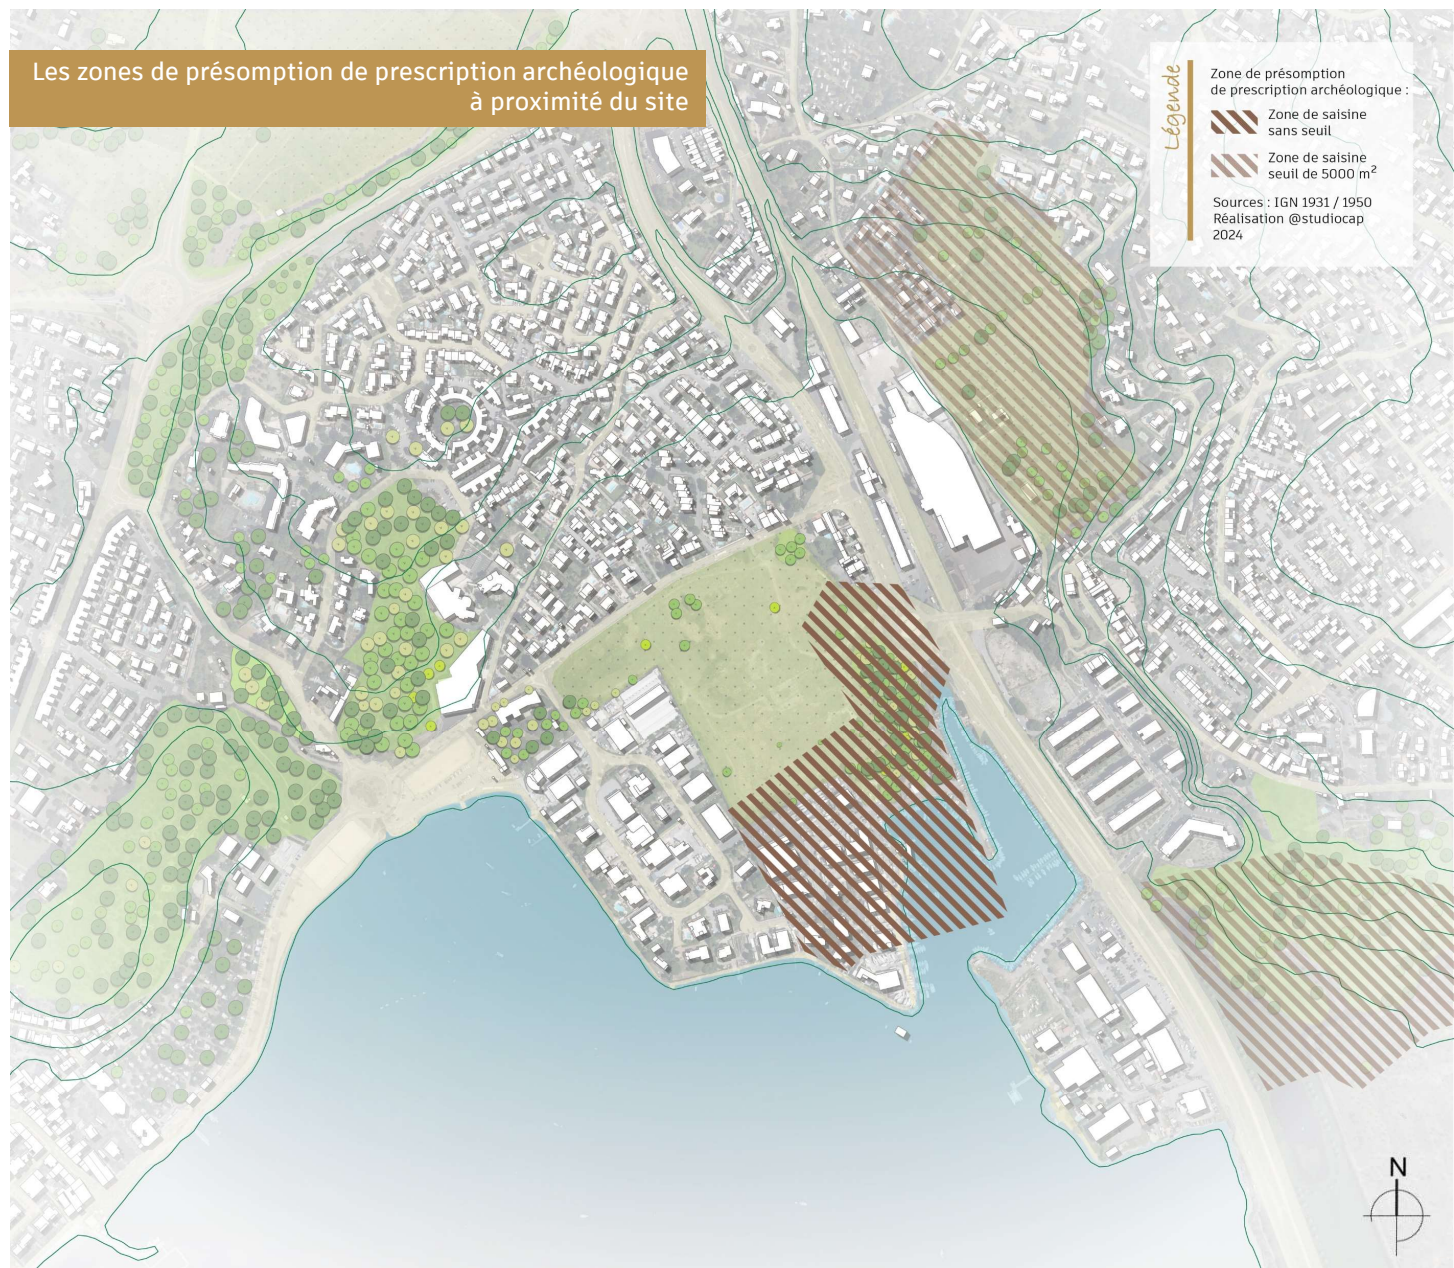 Les zones de présomption de prescription archéologique
à proximité du site
Légende
Zone de présomption
de prescription archéologique :
Zone de saisine
sans seuil
Zone de saisine
seuil de 5000 m²
Sources : IGN 1931 / 1950
Réalisation @studiocap
2024
N